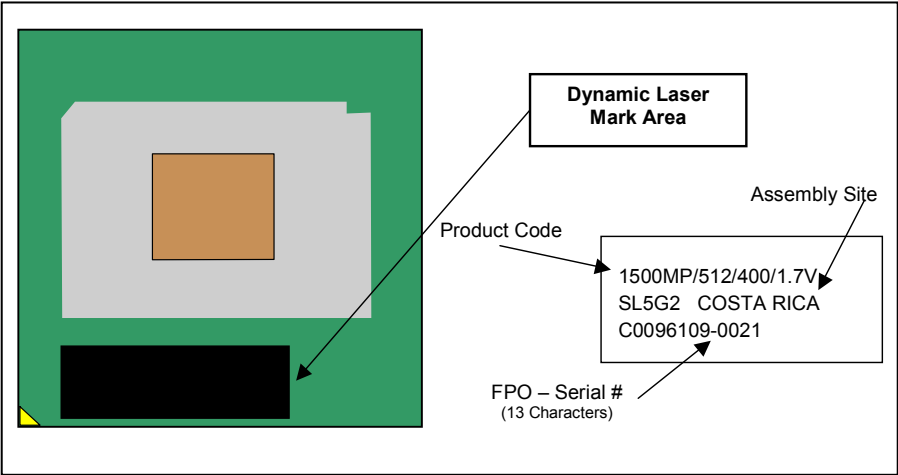 Dynamic Laser
Mark Area
Assembly Site
Product Code
1500MP/512/400/1.7V
SL5G2 COSTA RICA
C0096109-0021
FPO – Serial #
(13 Characters)